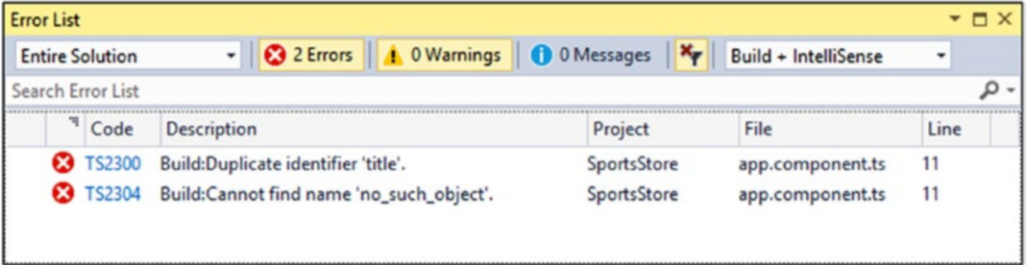 Error List
Entire Solution 2 Errors 0 Warnings 0 Messages Build + IntelliSense
Search Error List
Code Description Project File Line
TS2300 Build:Duplicate identifier 'title'. SportsStore app.component.ts 11
TS2304 Build:Cannot find name 'no_such_object'. SportsStore app.component.ts 11